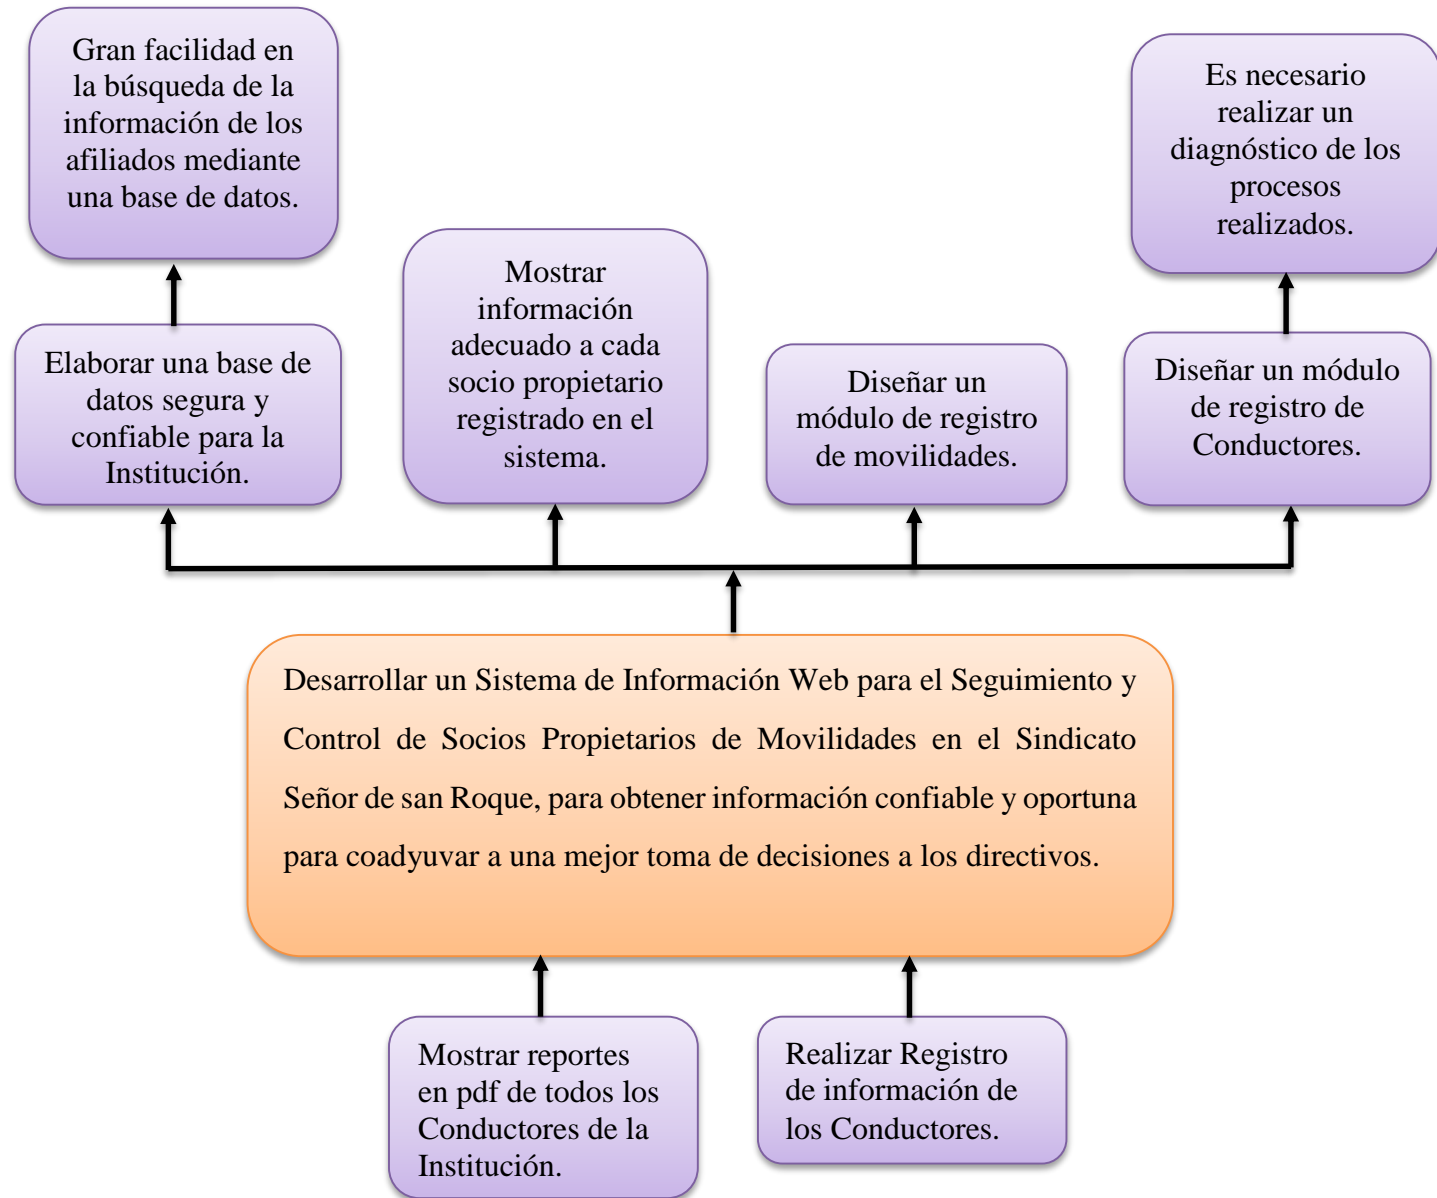 Gran facilidad en
la búsqueda de la
información de los
afiliados mediante
una base de datos.
Es necesario
realizar un
diagnóstico de los
procesos
realizados.
Elaborar una base de
datos segura y
confiable para la
Institución.
Mostrar
información
adecuado a cada
socio propietario
registrado en el
sistema.
Diseñar un
módulo de registro
de movilidades.
Diseñar un módulo
de registro de
Conductores.
Desarrollar un Sistema de Información Web para el Seguimiento y
Control de Socios Propietarios de Movilidades en el Sindicato
Señor de san Roque, para obtener información confiable y oportuna
para coadyuvar a una mejor toma de decisiones a los directivos.
Mostrar reportes
en pdf de todos los
Conductores de la
Institución.
Realizar Registro
de información de
los Conductores.